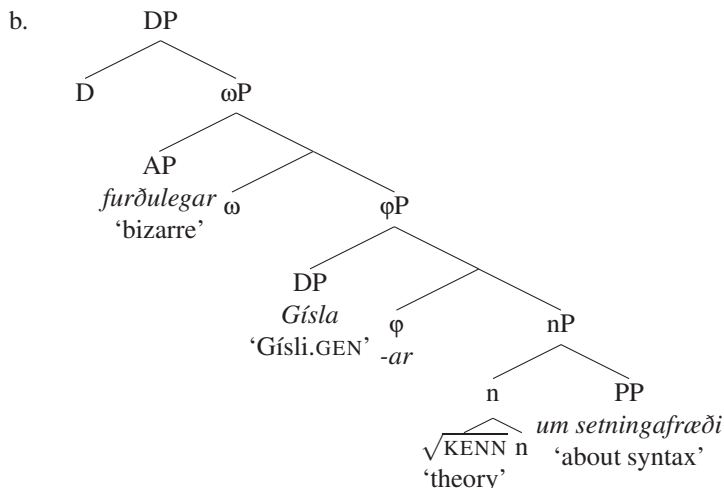 b. DP
D ωP
AP
furðulegar ω φP
‘bizarre’
DP
Gísla φ nP
‘Gísli.GEN’ -ar
n PP
√KENN n um setningafræði
‘theory’ ‘about syntax’